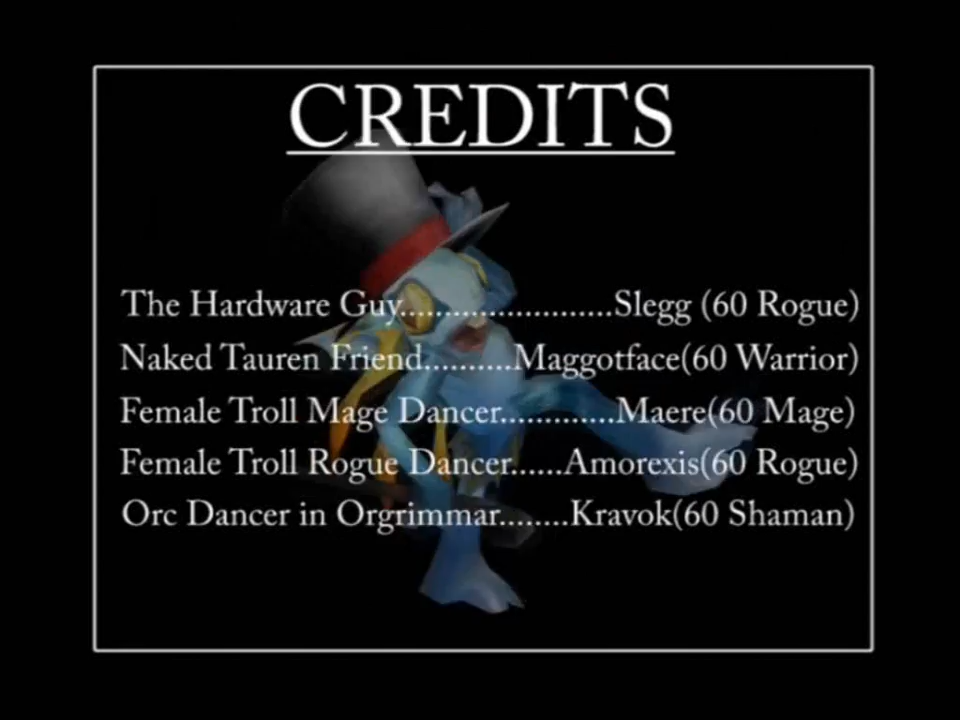 CREDITS
The Hardware Guy........................Slegg (60 Rogue)
Naked Tauren Friend..........Maggotface(60 Warrior)
Female Troll Mage Dancer.............Maere(60 Mage)
Female Troll Rogue Dancer......Amorexis(60 Rogue)
Orc Dancer in Orgrimmar........Kravok(60 Shaman)